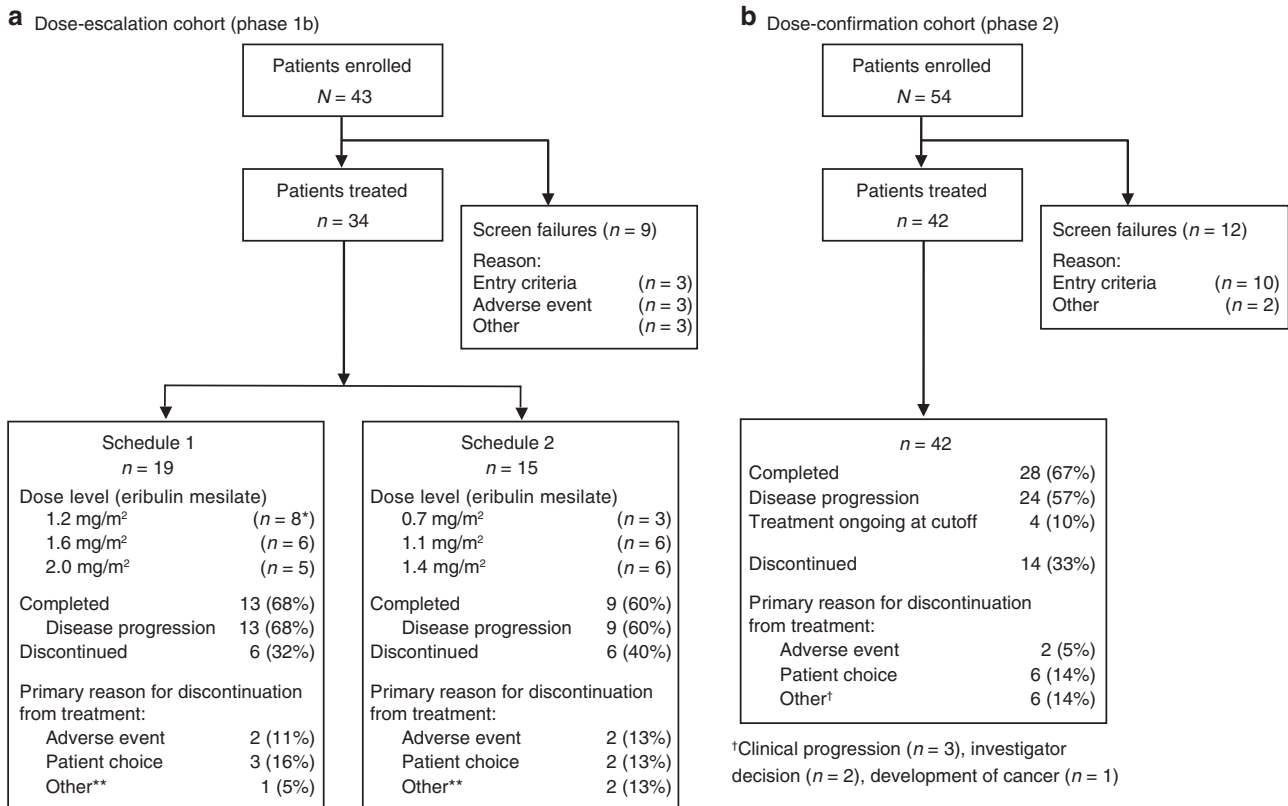 a Dose-escalation cohort (phase 1b)
Patients enrolled
N = 43
Patients treated
n = 34
Screen failures (n = 9)
Reason:
Entry criteria (n = 3)
Adverse event (n = 3)
Other (n = 3)
Schedule 1
n = 19
Dose level (eribulin mesilate)
1.2 mg/m² (n = 8*)
1.6 mg/m² (n = 6)
2.0 mg/m² (n = 5)
Completed 13 (68%)
Disease progression 13 (68%)
Discontinued 6 (32%)
Primary reason for discontinuation
from treatment:
Adverse event 2 (11%)
Patient choice 3 (16%)
Other** 1 (5%)
Schedule 2
n = 15
Dose level (eribulin mesilate)
0.7 mg/m² (n = 3)
1.1 mg/m² (n = 6)
1.4 mg/m² (n = 6)
Completed 9 (60%)
Disease progression 9 (60%)
Discontinued 6 (40%)
Primary reason for discontinuation
from treatment:
Adverse event 2 (13%)
Patient choice 2 (13%)
Other** 2 (13%)
b Dose-confirmation cohort (phase 2)
Patients enrolled
N = 54
Patients treated
n = 42
Screen failures (n = 12)
Reason:
Entry criteria (n = 10)
Other (n = 2)
n = 42
Completed 28 (67%)
Disease progression 24 (57%)
Treatment ongoing at cutoff 4 (10%)
Discontinued 14 (33%)
Primary reason for discontinuation
from treatment:
Adverse event 2 (5%)
Patient choice 6 (14%)
Other† 6 (14%)
†Clinical progression (n = 3), investigator
decision (n = 2), development of cancer (n = 1)